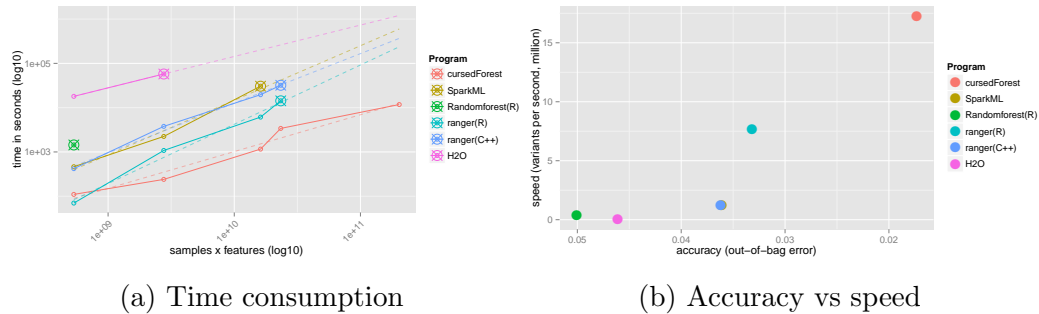 time in seconds (log10)
1e+05
1e+03
1e+09
1e+10
1e+11
samples x features (log10)
Program
cursedForest
SparkML
Randomforest(R)
ranger(R)
ranger(C++)
H2O
(a) Time consumption
speed (variants per second, million)
15
10
5
0
0.05
0.04
0.03
0.02
accuracy (out−of−bag error)
Program
cursedForest
SparkML
Randomforest(R)
ranger(R)
ranger(C++)
H2O
(b) Accuracy vs speed